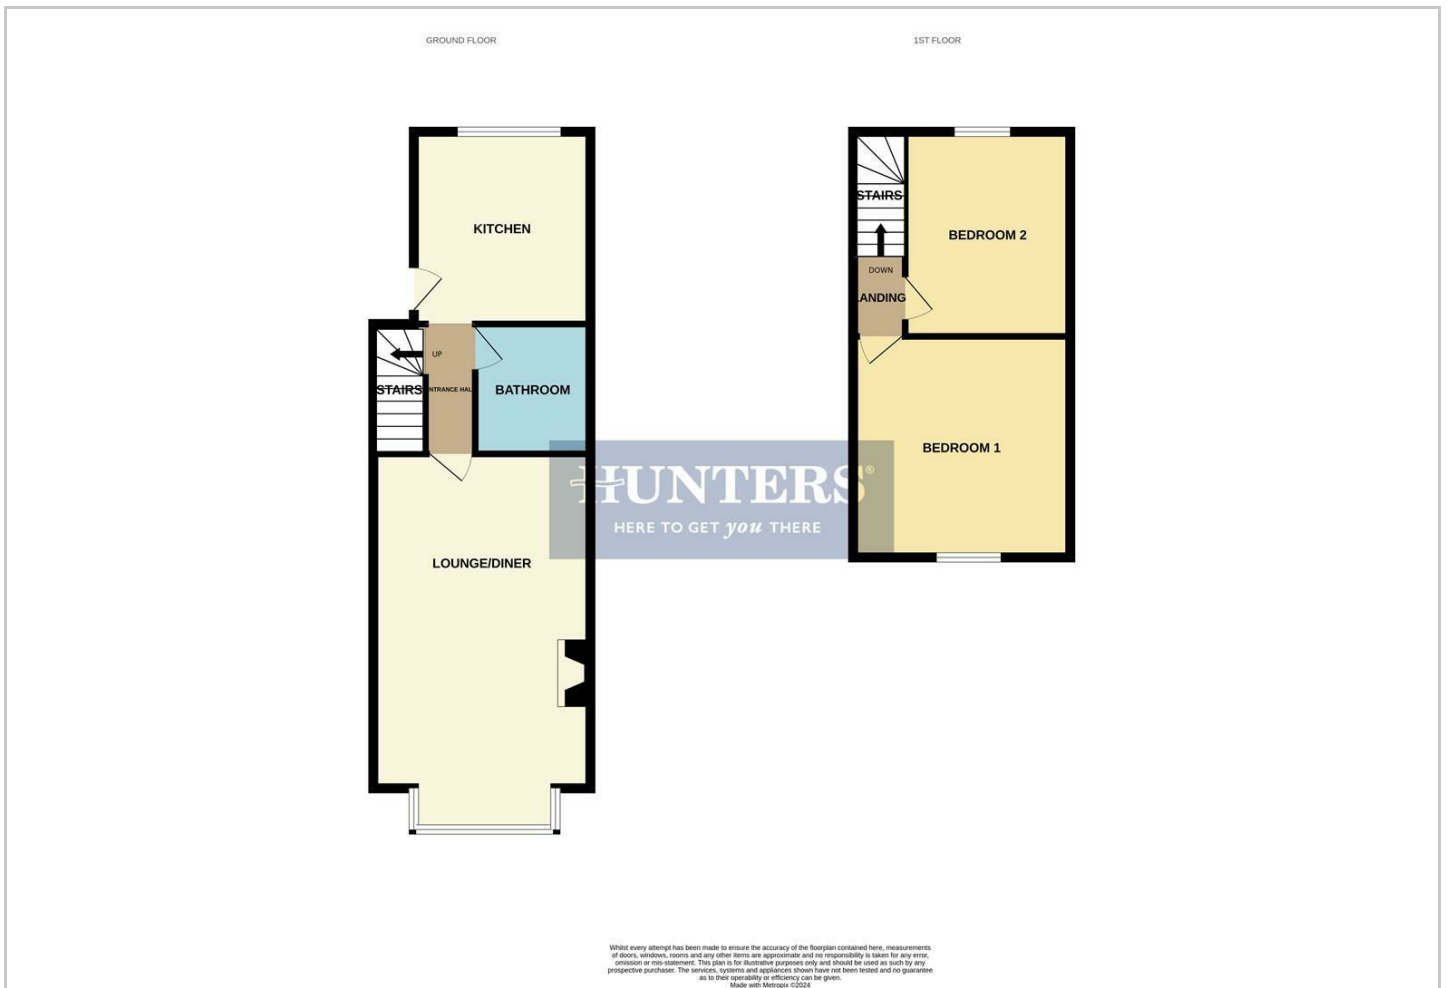 GROUND FLOOR
1ST FLOOR
KITCHEN
STAIRS
BEDROOM 2
DOWN
LANDING
UP
STAIRS
ENTRANCE HALL
BATHROOM
BEDROOM 1
HUNTERS®
HERE TO GET you THERE
LOUNGE/DINER
Whilst every attempt has been made to ensure the accuracy of the floorplan contained here, measurements
of doors, windows, rooms and any other items are approximate and no responsibility is taken for any error,
omission or mis-statement. This plan is for illustrative purposes only and should be used as such by any
prospective purchaser. The services, systems and appliances shown have not been tested and no guarantee
as to their operability or efficiency can be given.
Made with Metropix ©2024